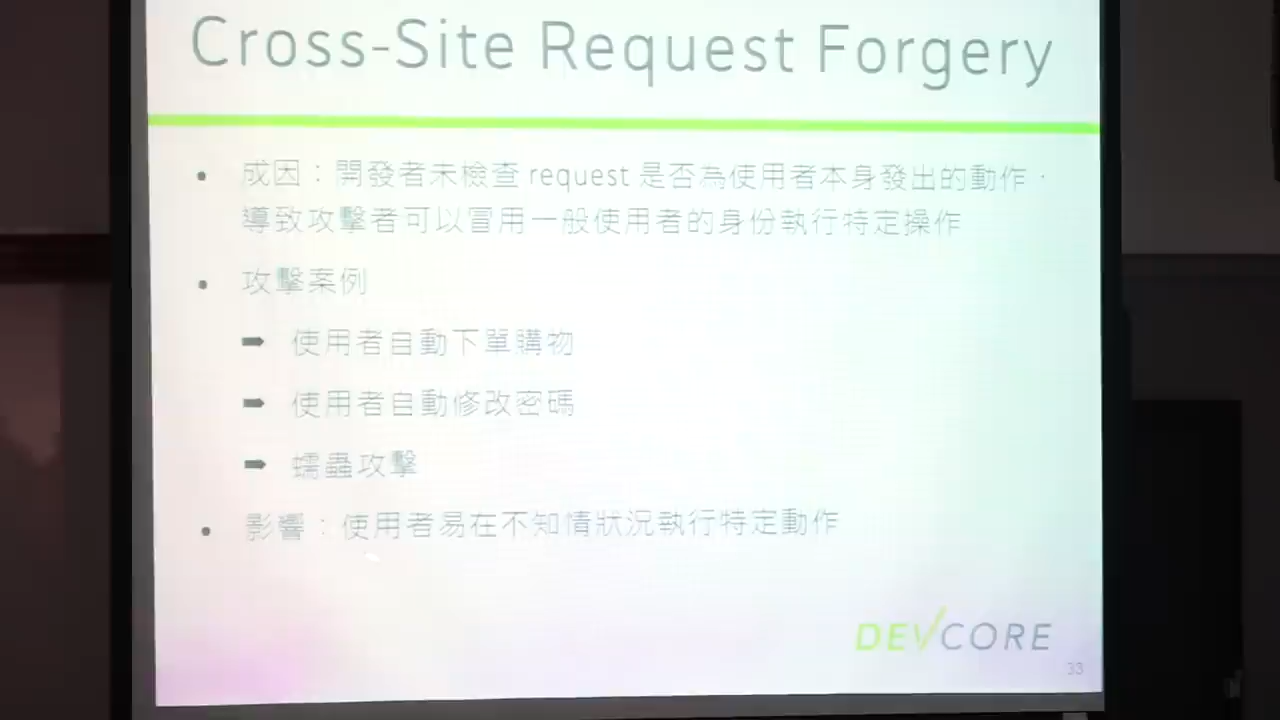 Cross-Site Request Forgery
• 成因：開發者未檢查 request 是否為使用者本身發出的動作，
導致攻擊者可以冒用一般使用者的身份執行特定操作
• 攻擊案例
➡ 使用者自動下單購物
➡ 使用者自動修改密碼
➡ 蠕蟲攻擊
• 影響：使用者易在不知情狀況執行特定動作
DEVCORE
33